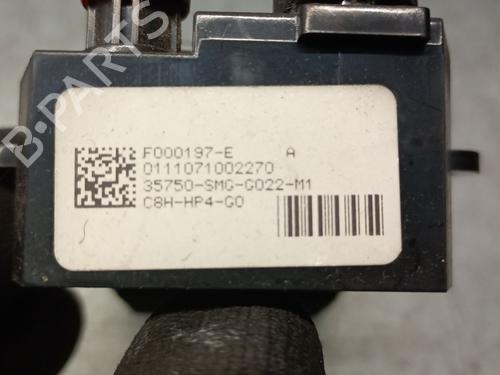 F000197-E A
0111071002270
35750-SMG-G022-M1
C8H-HP4-G0
B-PARTS